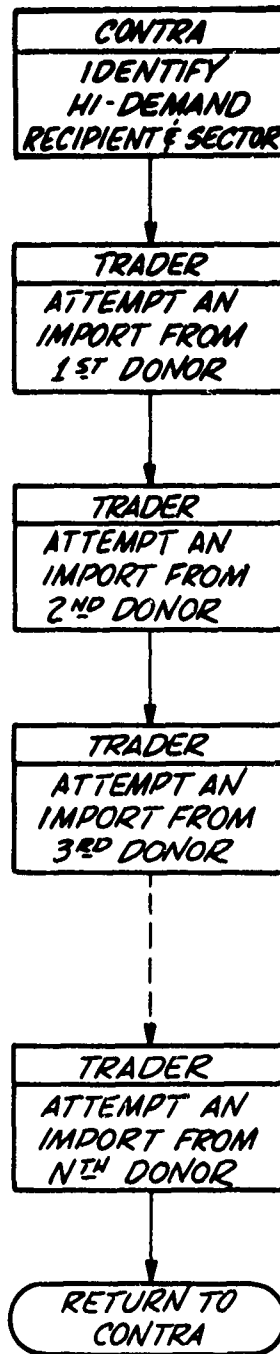 CONTRA
IDENTIFY
HI-DEMAND
RECIPIENT & SECTOR
TRADER
ATTEMPT AN
IMPORT FROM
1ST DONOR
TRADER
ATTEMPT AN
IMPORT FROM
2ND DONOR
TRADER
ATTEMPT AN
IMPORT FROM
3RD DONOR
TRADER
ATTEMPT AN
IMPORT FROM
NTH DONOR
RETURN TO
CONTRA